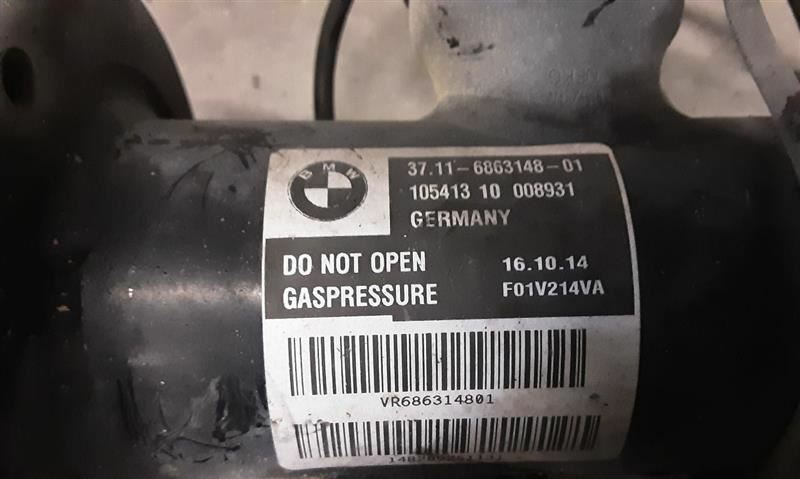 BMW
37.11-6863148-01
105413 10 008931
GERMANY
DO NOT OPEN
GASPRESSURE
16.10.14
F01V214VA
VR686314801